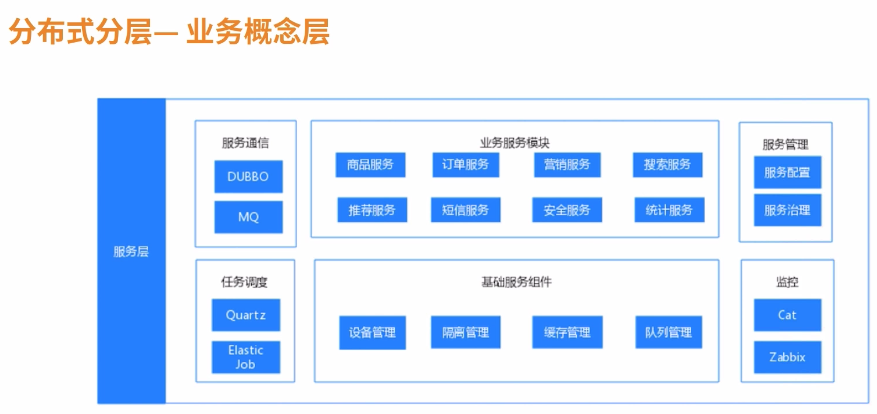 分布式分层— 业务概念层
服务层
服务通信
DUBBO
MQ
业务服务模块
商品服务
订单服务
营销服务
搜索服务
推荐服务
短信服务
安全服务
统计服务
服务管理
服务配置
服务治理
任务调度
Quartz
Elastic
Job
基础服务组件
设备管理
隔离管理
缓存管理
队列管理
监控
Cat
Zabbix